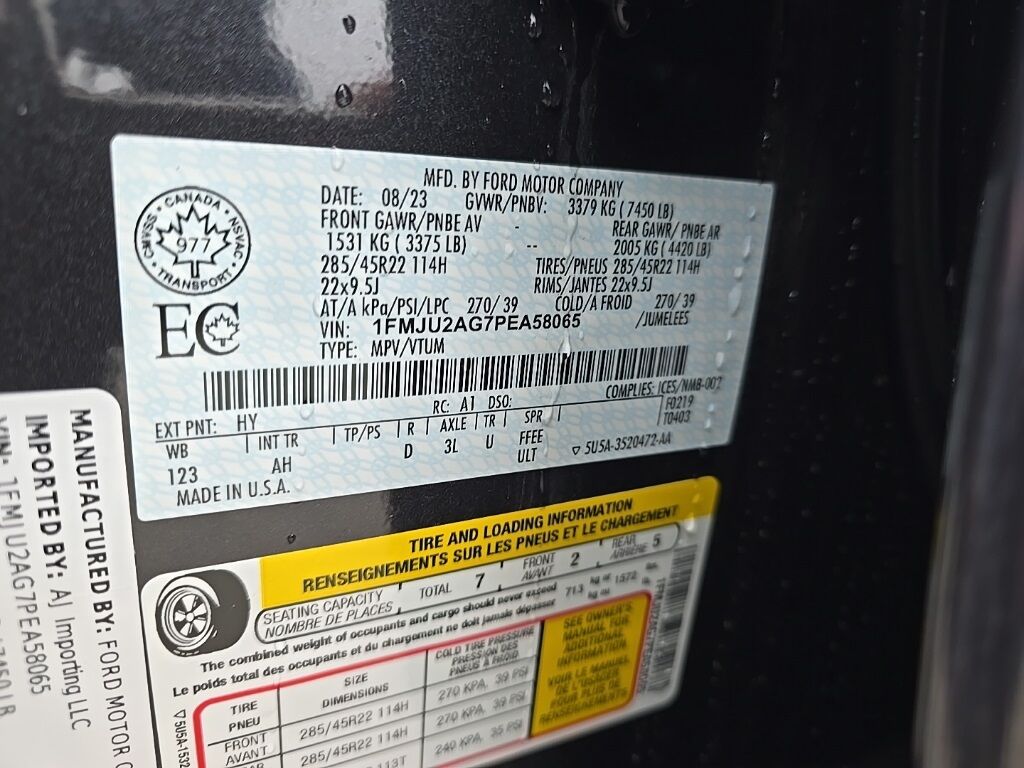 MFD. BY FORD MOTOR COMPANY
DATE: 08/23 GVWR/PNBV: 3379 KG (7450 LB)
FRONT GAWR/PNBE AV - REAR GAWR/PNBE AR
1531 KG (3375 LB) -- 2005 KG (4420 LB)
285/45R22 114H TIRES/PNEUS 285/45R22 114H
22x9.5J RIMS/JANTES 22x9.5J
AT/A kPa/PSI/LPC 270/39 COLD/A FROID 270/39
VIN: 1FMJU2AG7PEA58065 /JUMELEES
TYPE: MPV/VTUM
CANADA
CMVSS · NSVAC
977
TRANSPORT
EC
COMPLIES: ICES/NMB-002
RC: A1 DSO: F0219
EXT PNT: HY T0403
WB | INT TR | TP/PS | R | AXLE | TR | SPR
123 AH D 3L U FFEE
ULT
▽ 5U5A-3520472-AA
MADE IN U.S.A.
TIRE AND LOADING INFORMATION
RENSEIGNEMENTS SUR LES PNEUS ET LE CHARGEMENT
SEATING CAPACITY
NOMBRE DE PLACES
TOTAL 7
FRONT
AVANT 2
REAR
ARRIÈRE 5
The combined weight of occupants and cargo should never exceed
Le poids total des occupants et du chargement ne doit jamais dépasser
713 kg or 1572
TIRE
PNEU
SIZE
DIMENSIONS
COLD TIRE PRESSURE
PRESSION DES
PNEUS À FROID
FRONT
AVANT
285/45R22 114H
270 KPA, 39 PSI
285/45R22 114H
270 KPA, 39 PSI
113T
240 KPA, 35 PSI
SEE OWNER'S
MANUAL FOR
ADDITIONAL
INFORMATION
VOIR LE MANUEL
DE L'USAGER
POUR PLUS DE
RENSEIGNEMENTS
▽ 5U5A-1532
MANUFACTURED BY: FORD MOTOR C
IMPORTED BY: AJ Importing LLC
VIN: 1FMJU2AG7PEA58065